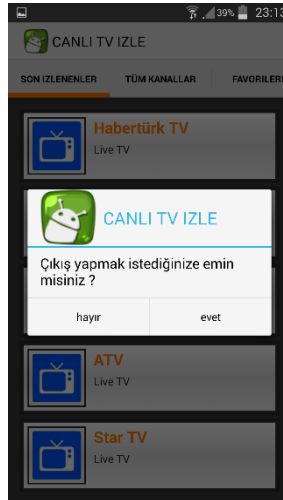 39% 23:13
CANLI TV IZLE
SON IZLENENLER TÜM KANALLAR FAVORILERI
Habertürk TV
Live TV
CANLI TV IZLE
Çıkış yapmak istediğinize emin
misiniz ?
hayır evet
ATV
Live TV
Star TV
Live TV